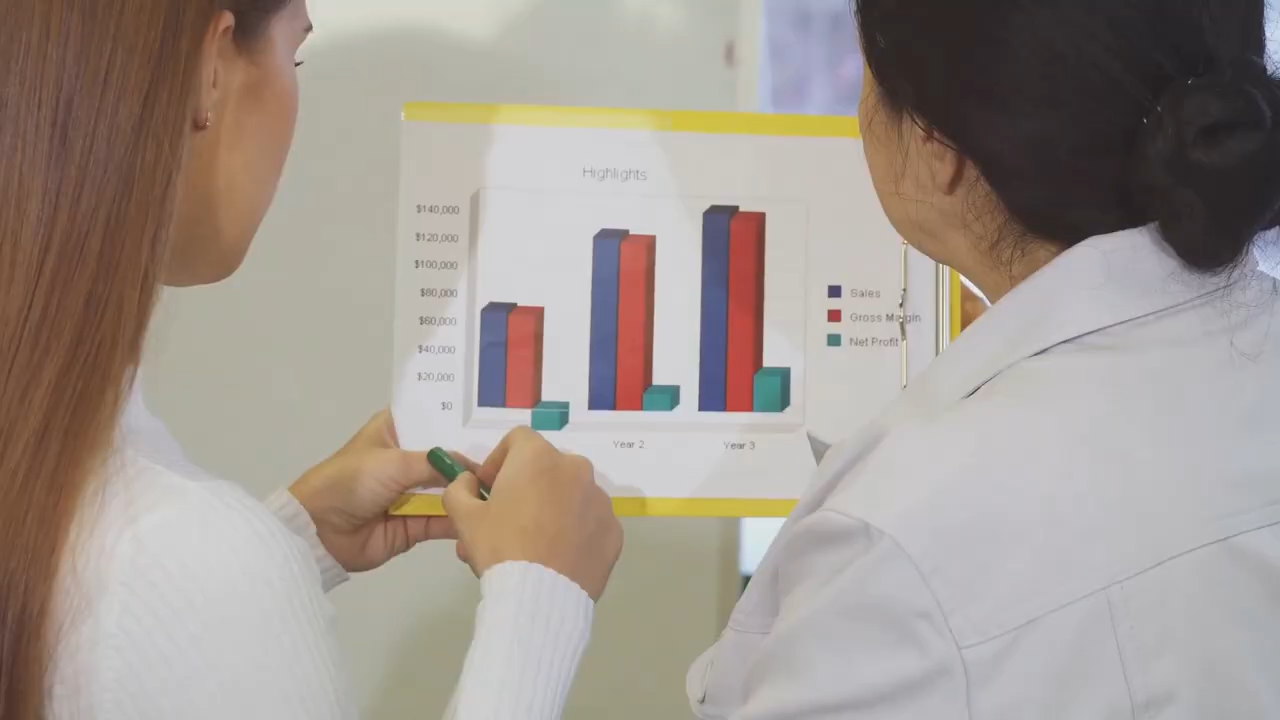 Highlights
$140,000
$120,000
$100,000
$80,000
$60,000
$40,000
$20,000
$0
Sales
Gross Margin
Net Profit
Year 2
Year 3